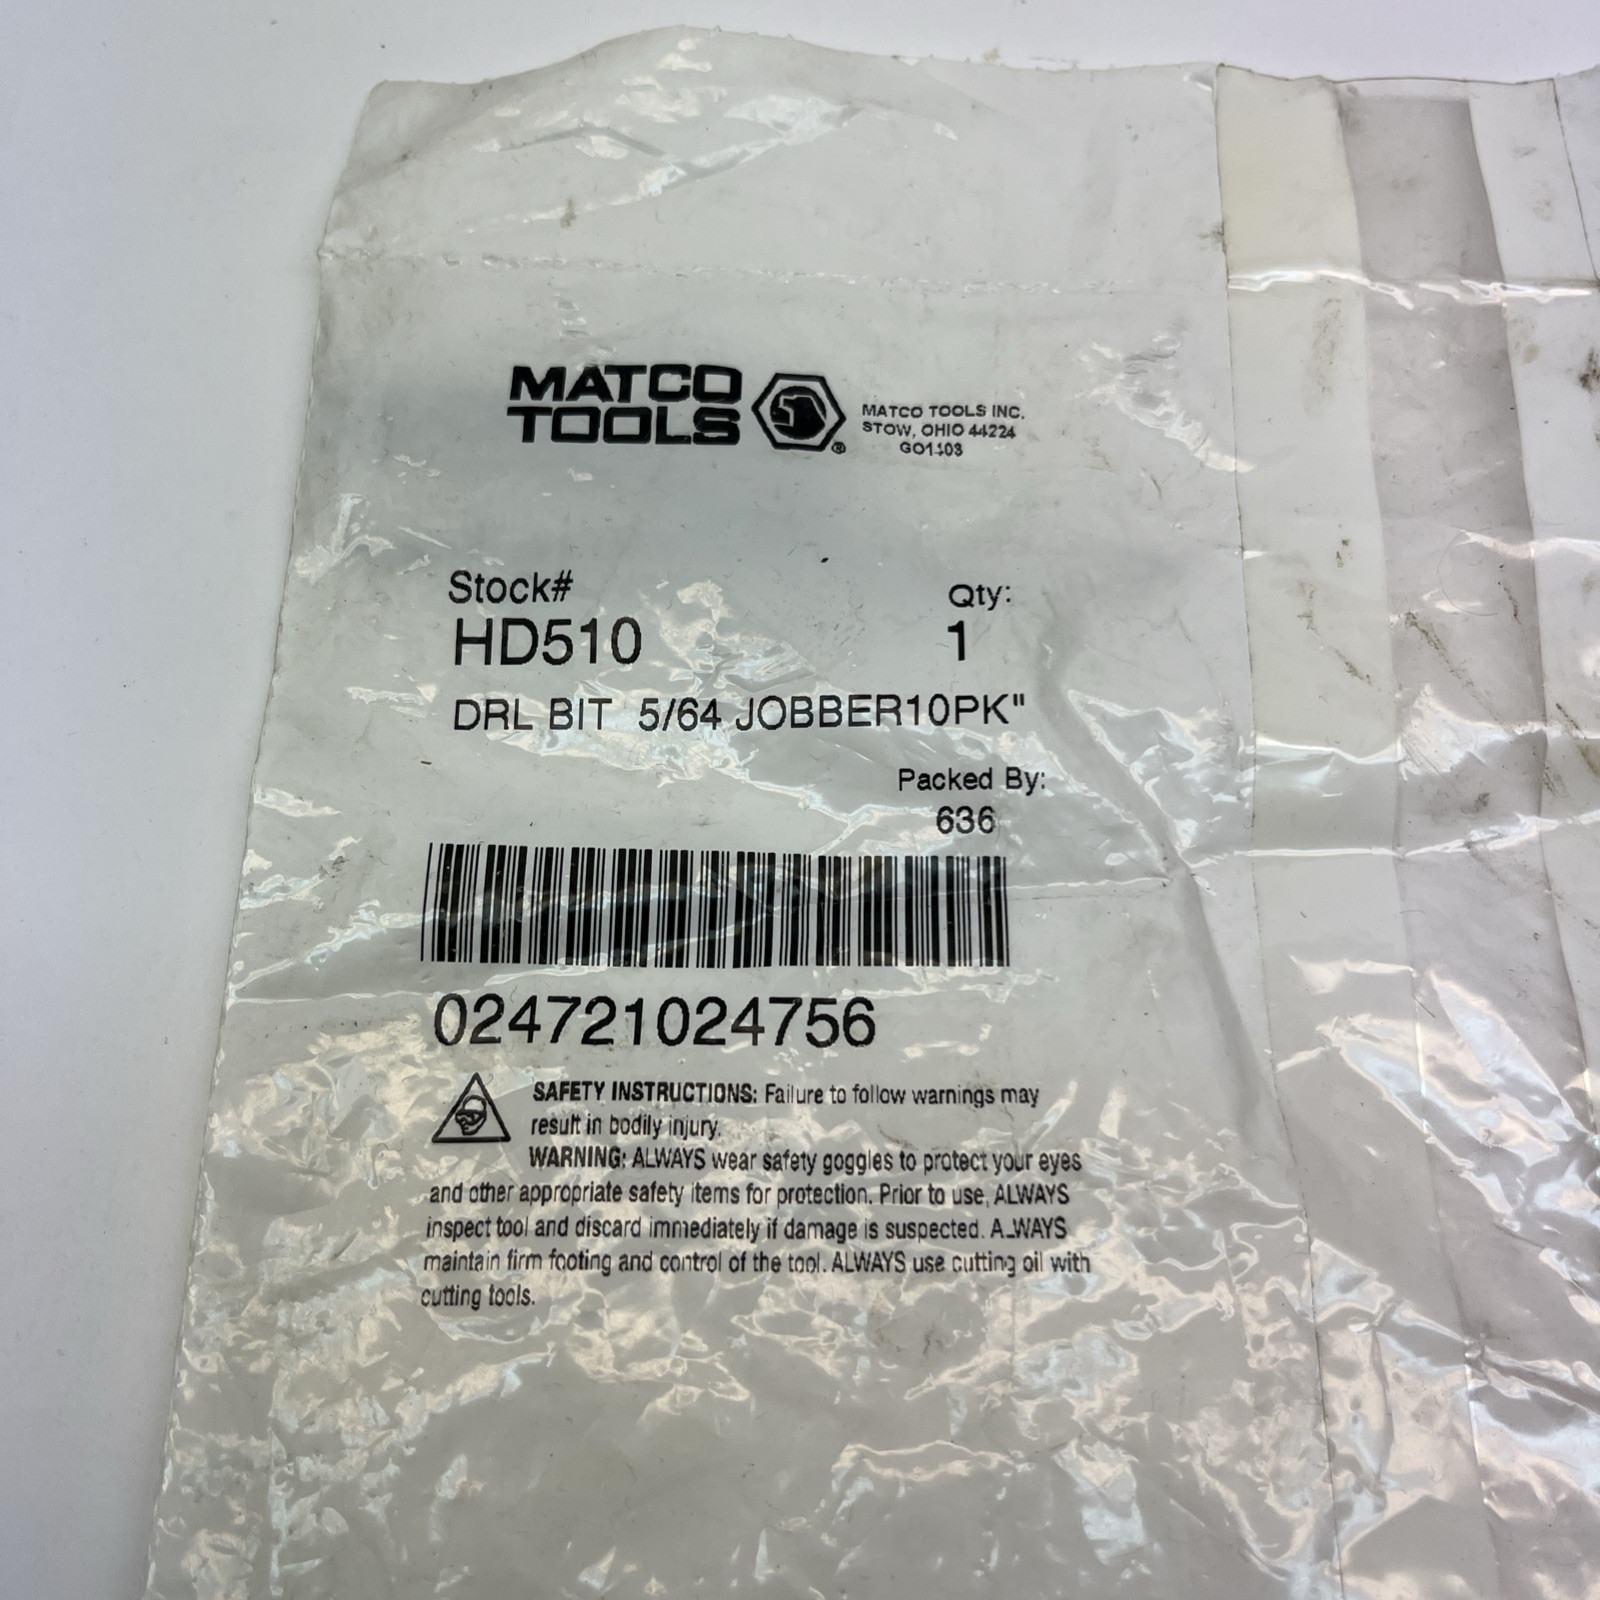 MATCO
TOOLS
®
MATCO TOOLS INC.
STOW, OHIO 44224
GO1403
Stock#
HD510
Qty:
1
DRL BIT 5/64 JOBBER10PK"
Packed By:
636
024721024756
SAFETY INSTRUCTIONS: Failure to follow warnings may
result in bodily injury.
WARNING: ALWAYS wear safety goggles to protect your eyes
and other appropriate safety items for protection. Prior to use, ALWAYS
inspect tool and discard immediately if damage is suspected. ALWAYS
maintain firm footing and control of the tool. ALWAYS use cutting oil with
cutting tools.